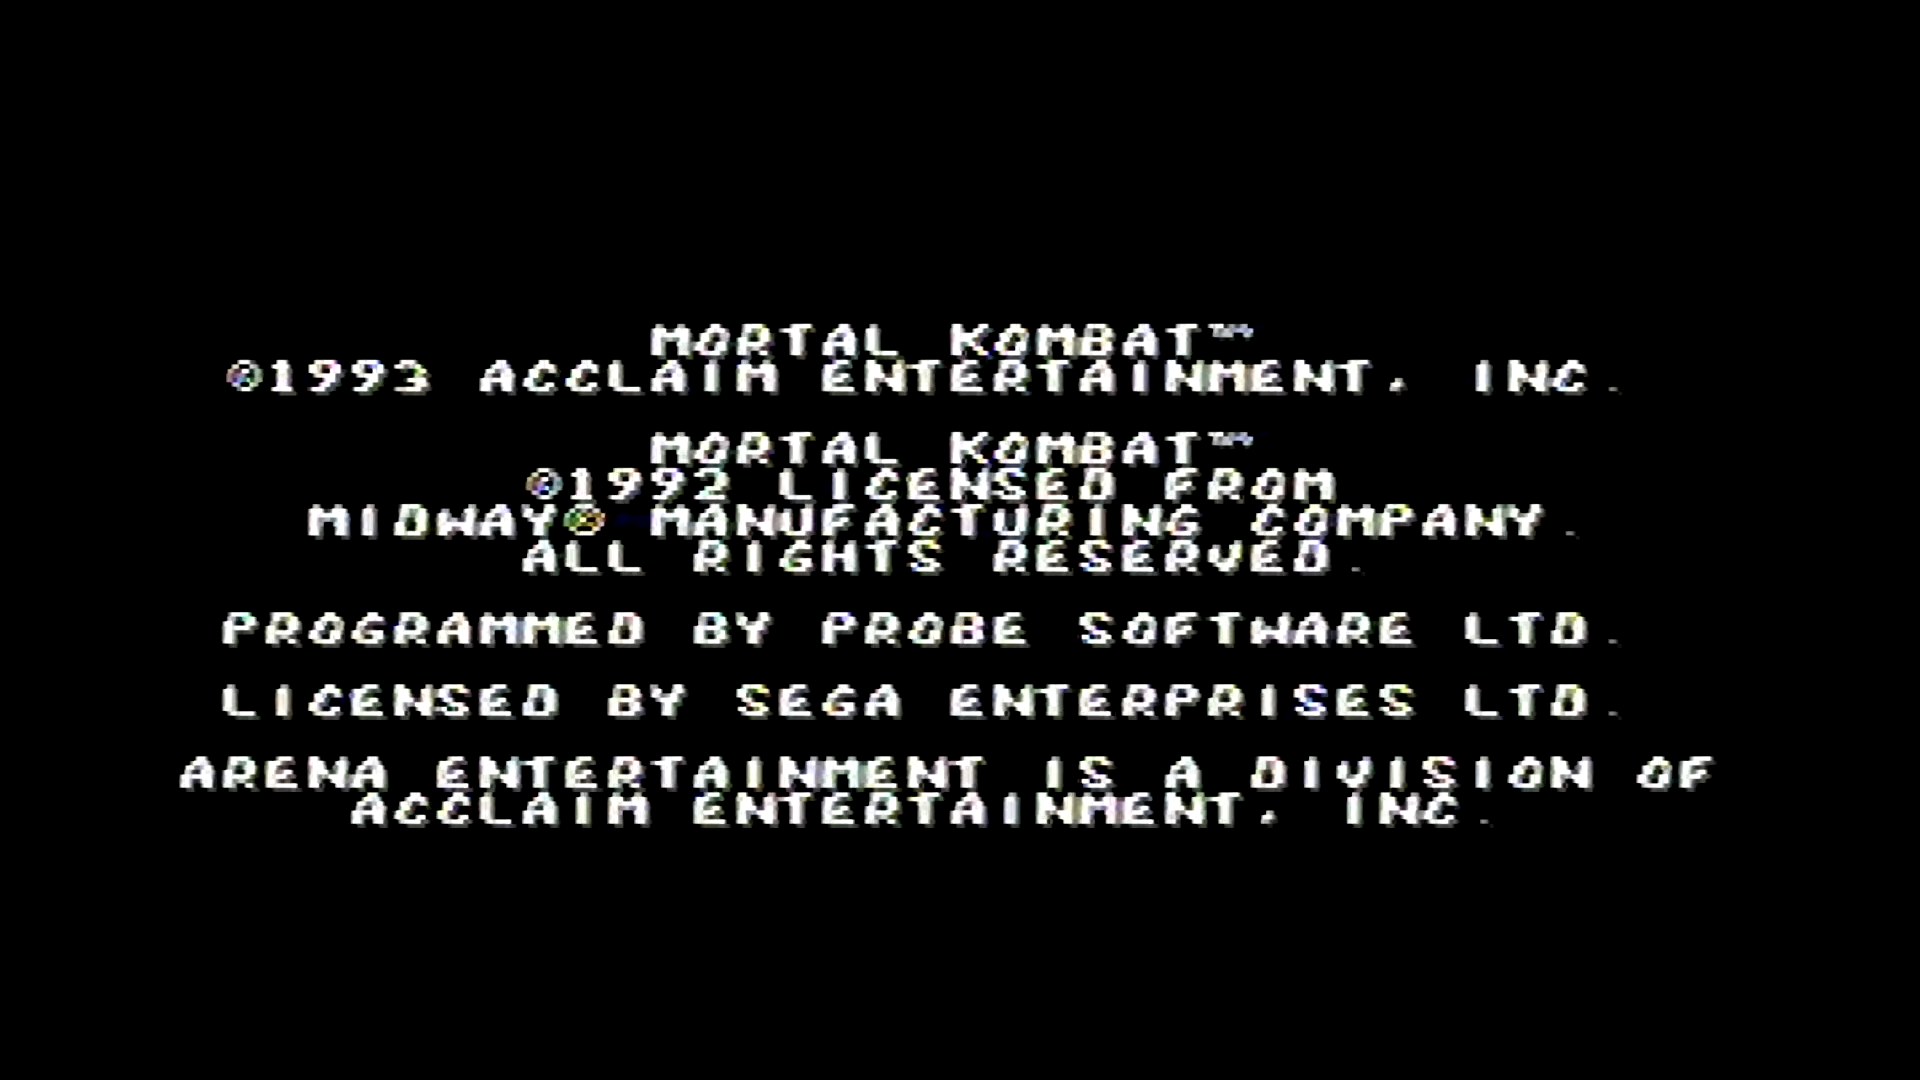 MORTAL KOMBAT™
©1993 ACCLAIM ENTERTAINMENT, INC.
MORTAL KOMBAT™
©1992 LICENSED FROM
MIDWAY® MANUFACTURING COMPANY.
ALL RIGHTS RESERVED.
PROGRAMMED BY PROBE SOFTWARE LTD.
LICENSED BY SEGA ENTERPRISES LTD.
ARENA ENTERTAINMENT IS A DIVISION OF
ACCLAIM ENTERTAINMENT, INC.